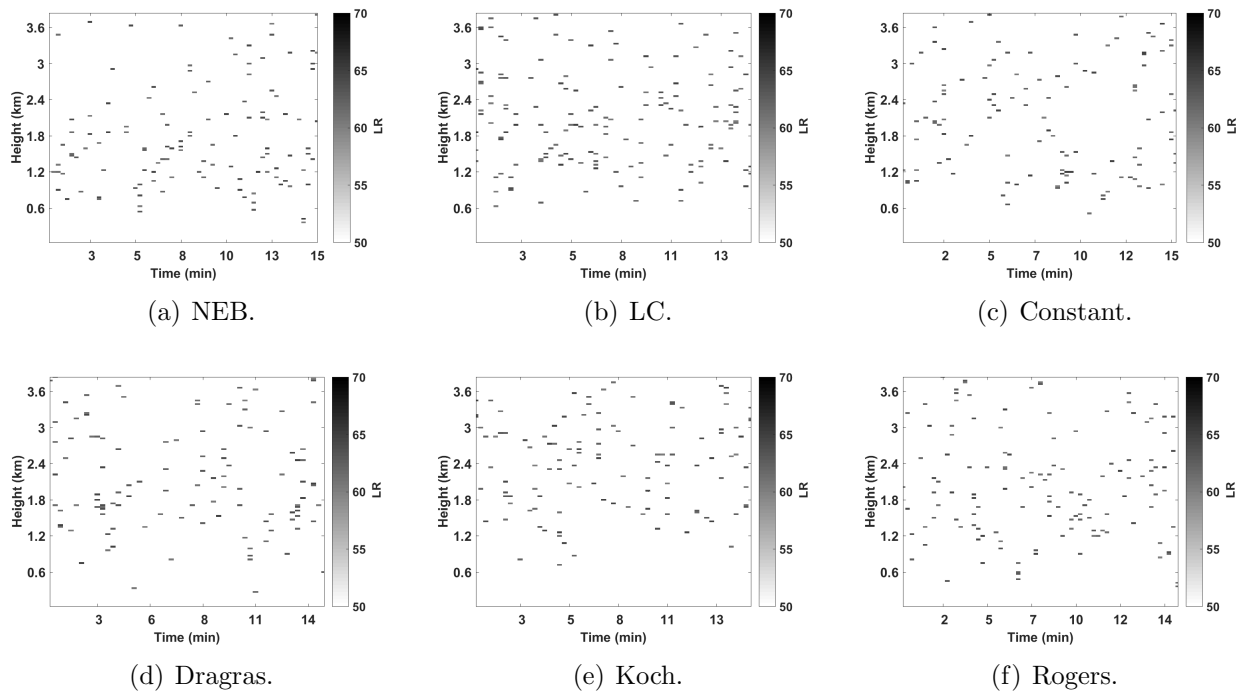 3.6
3
2.4
1.8
1.2
0.6
Height (km)
3 5 8 10 13 15
Time (min)
70
65
60
55
50
LR
(a) NEB.
3.6
3
2.4
1.8
1.2
0.6
Height (km)
3 5 8 11 13
Time (min)
70
65
60
55
50
LR
(b) LC.
3.6
3
2.4
1.8
1.2
0.6
Height (km)
2 5 7 10 12 15
Time (min)
70
65
60
55
50
LR
(c) Constant.
3.6
3
2.4
1.8
1.2
0.6
Height (km)
3 6 8 11 14
Time (min)
70
65
60
55
50
LR
(d) Dragras.
3.6
3
2.4
1.8
1.2
0.6
Height (km)
3 5 8 11 13
Time (min)
70
65
60
55
50
LR
(e) Koch.
3.6
3
2.4
1.8
1.2
0.6
Height (km)
2 5 7 10 12 14
Time (min)
70
65
60
55
50
LR
(f) Rogers.